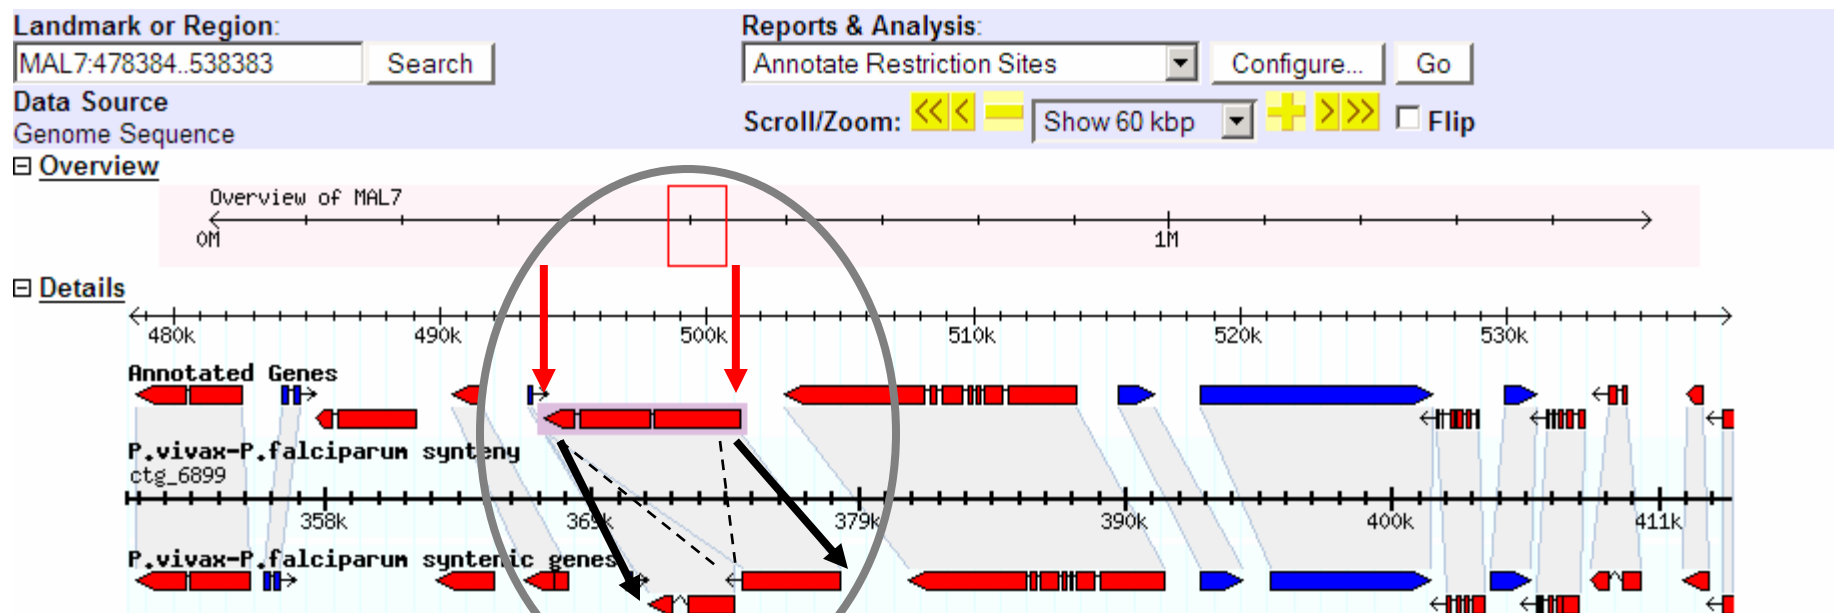 Landmark or Region:
MAL7:478384..538383 Search
Data Source
Genome Sequence
Reports & Analysis:
Annotate Restriction Sites Configure... Go
Scroll/Zoom: << < Show 60 kbp > >> Flip
Overview
Overview of MAL7
0M 1M
Details
480k 490k 500k 510k 520k 530k
Annotated Genes
P.vivax-P.falciparum synteny
ctg_6899
358k 369k 379k 390k 400k 411k
P.vivax-P.falciparum syntenic genes